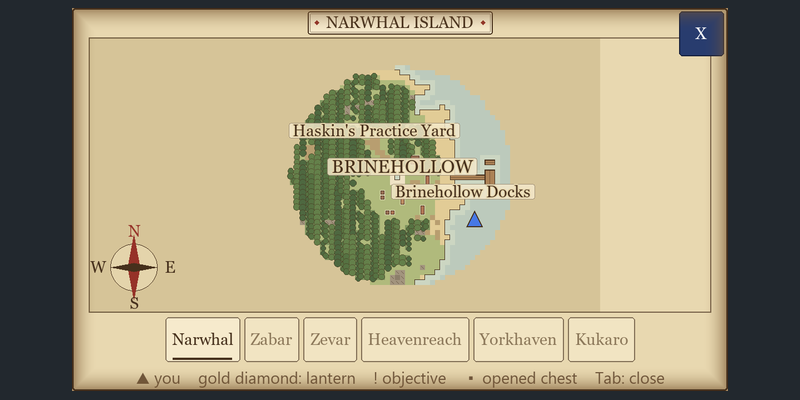 NARWHAL ISLAND
X
Haskin's Practice Yard
BRINEHOLLOW
Brinehollow Docks
N
W E
S
Narwhal Zabar Zevar Heavenreach Yorkhaven Kukaro
you gold diamond: lantern ! objective opened chest Tab: close